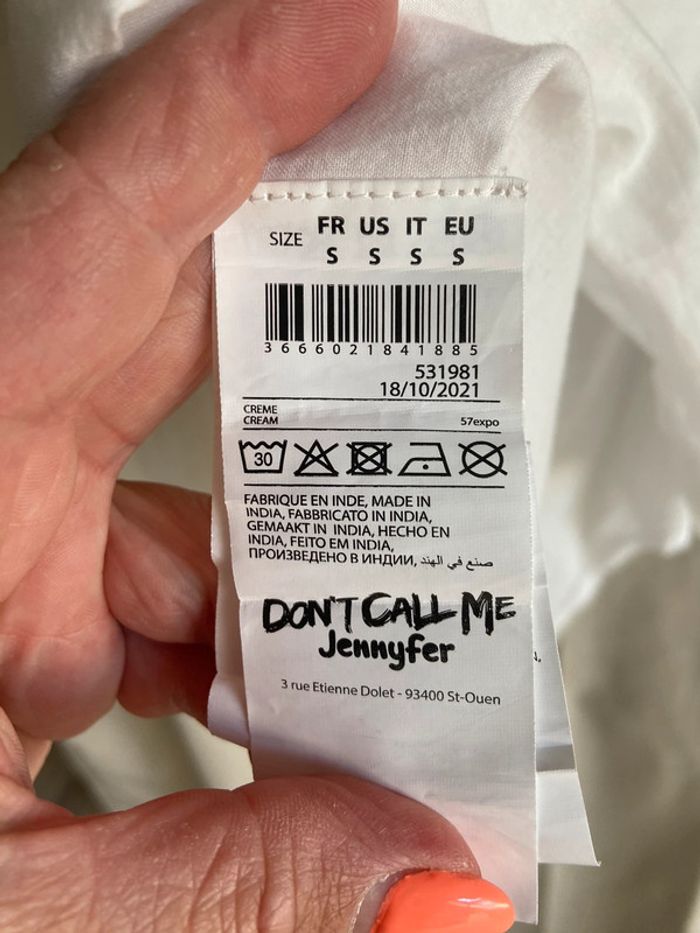 SIZE FR US IT EU
S S S S
3666021841885
531981
18/10/2021
CREME
CREAM 57expo
30
FABRIQUE EN INDE, MADE IN
INDIA, FABBRICATO IN INDIA,
GEMAAKT IN INDIA, HECHO EN
INDIA, FEITO EM INDIA,
ПРОИЗВЕДЕНО В ИНДИИ, صنع في الهند
DON'T CALL ME
Jennyfer
3 rue Etienne Dolet - 93400 St-Ouen